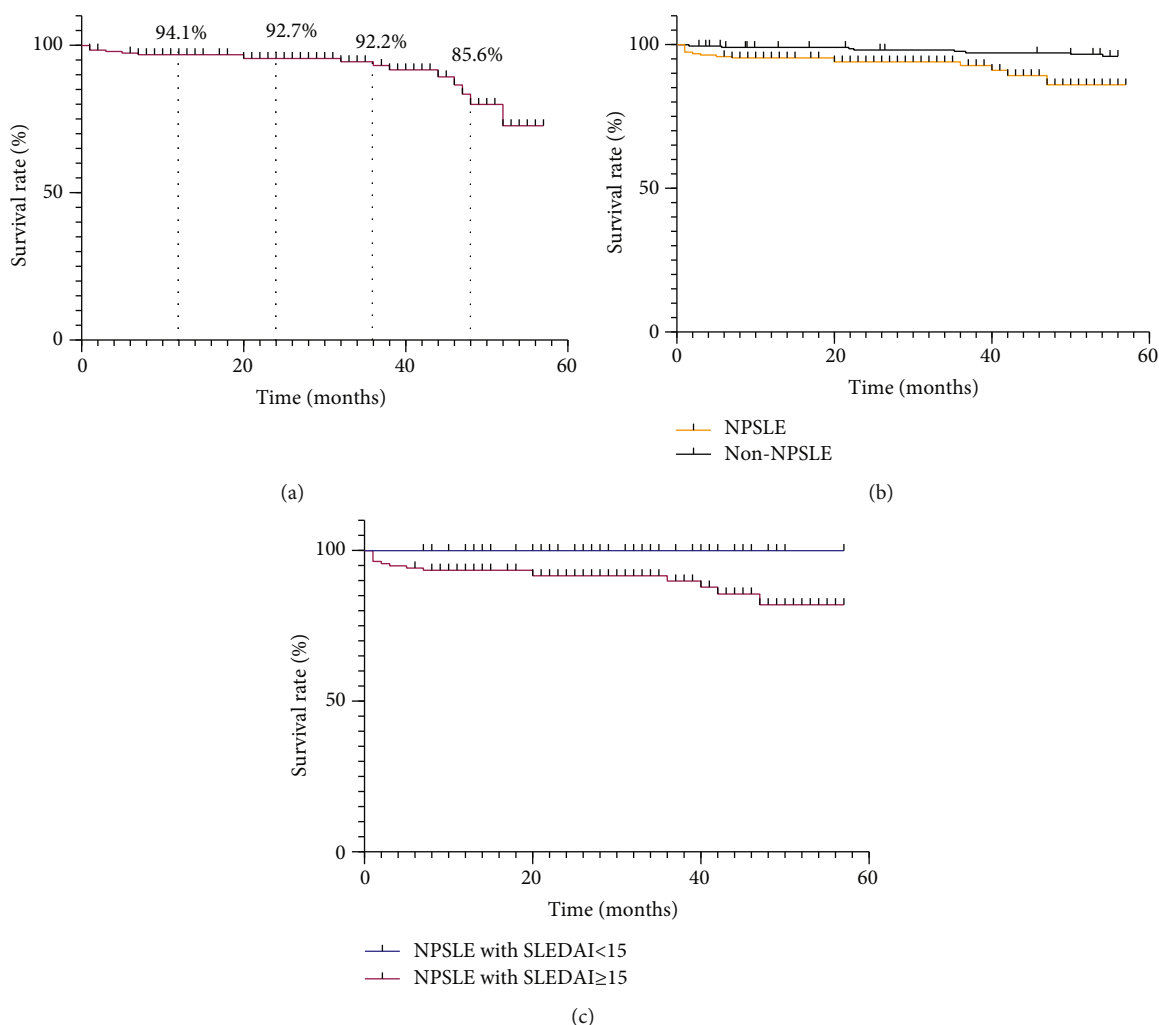 94.1%
92.7%
92.2%
85.6%
100
50
0
Survival rate (%)
0
20
40
60
Time (months)
(a)
100
50
0
Survival rate (%)
0
20
40
60
Time (months)
NPSLE
Non-NPSLE
(b)
100
50
0
Survival rate (%)
0
20
40
60
Time (months)
NPSLE with SLEDAI<15
NPSLE with SLEDAI≥15
(c)